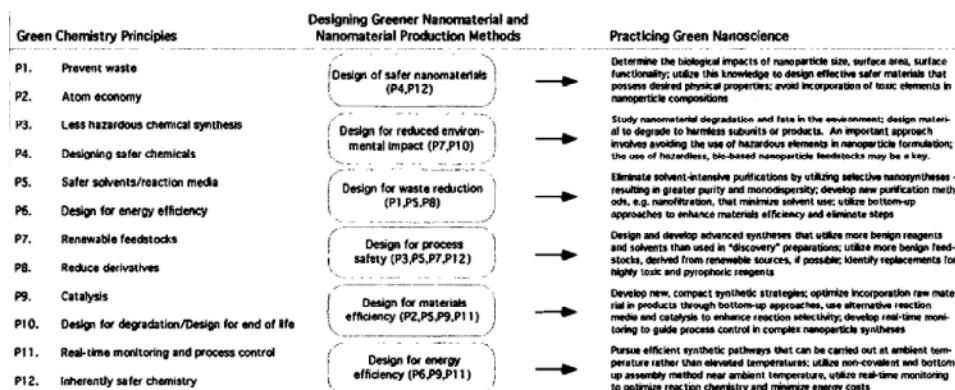 Green Chemistry Principles
P1. Prevent waste
P2. Atom economy
P3. Less hazardous chemical synthesis
P4. Designing safer chemicals
P5. Safer solvents/reaction media
P6. Design for energy efficiency
P7. Renewable feedstocks
P8. Reduce derivatives
P9. Catalysis
P10. Design for degradation/Design for end of life
P11. Real-time monitoring and process control
P12. Inherently safer chemistry
Designing Greener Nanomaterial and
Nanomaterial Production Methods
Design of safer nanomaterials
(P4,P12)
Design for reduced environ-
mental impact (P7,P10)
Design for waste reduction
(P1,P5,P8)
Design for process
safety (P3,P5,P7,P12)
Design for materials
efficiency (P2,P5,P9,P11)
Design for energy
efficiency (P6,P9,P11)
Practicing Green Nanoscience
Determine the biological impacts of nanoparticle size, surface area, surface
functionality; utilize this knowledge to design effective safer materials that
possess desired physical properties; avoid incorporation of toxic elements in
nanoperticle compositions
Study nanomaterial degradation and fate in the environment; design materi-
al to degrade to harmless subunits or products. An important approach
involves avoiding the use of hazardous elements in nanoparticle formulation;
the use of hazardless, bio-based nanoparticle feedstocks may be a key.
Eliminate solvent-intensive purifications by utilizing selective nanosyntheses -
resulting in greater purity and monodispersity; develop new purification meth
ods, e.g. nanofiltration, that minimize solvent use; utilize bottom-up
approaches to enhance materials efficiency and eliminate steps
Design and develop advanced syntheses that utilize more benign reagents
and solvents than used in "discovery" preparations; utilize more benign feed-
stocks, derived from renewable sources, if possible; identify replacements for
highly toxic and pyrophoric reagents
Develop new, compact synthetic strategies; optimize incorporation raw mate
rial in products through bottom-up approaches, use alternative reaction
media and catalysis to enhance reaction selectivity; develop real-time moni-
toring to guide process control in complex nanoparticle syntheses
Pursue efficient synthetic pathways that can be carried out at ambient tem-
perature rather than elevated temperatures; utilize non-covalent and bottom
up assembly method near ambient temperature, utilize real-time monitoring
to optimize reaction chemistry and minimize energy costs